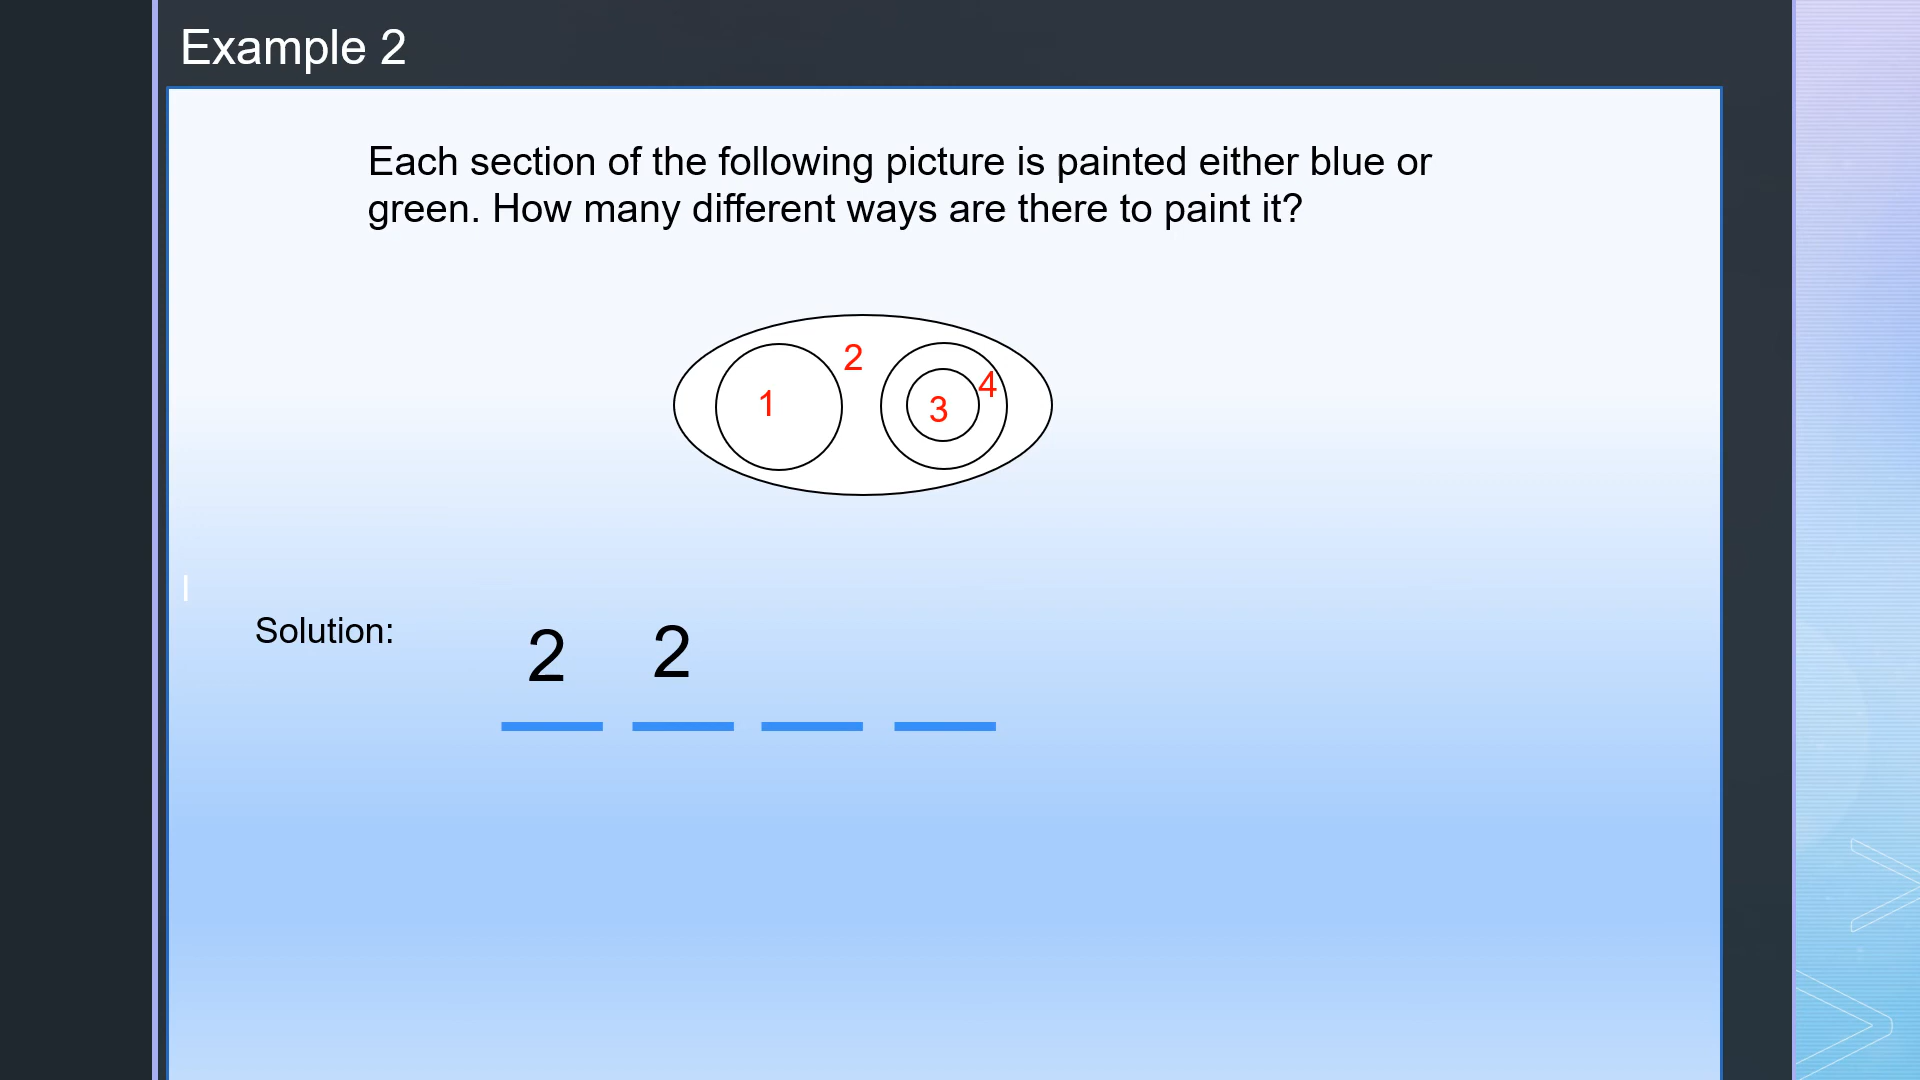 Example 2
Each section of the following picture is painted either blue or
green. How many different ways are there to paint it?
2
1
4
3
Solution:
2 2